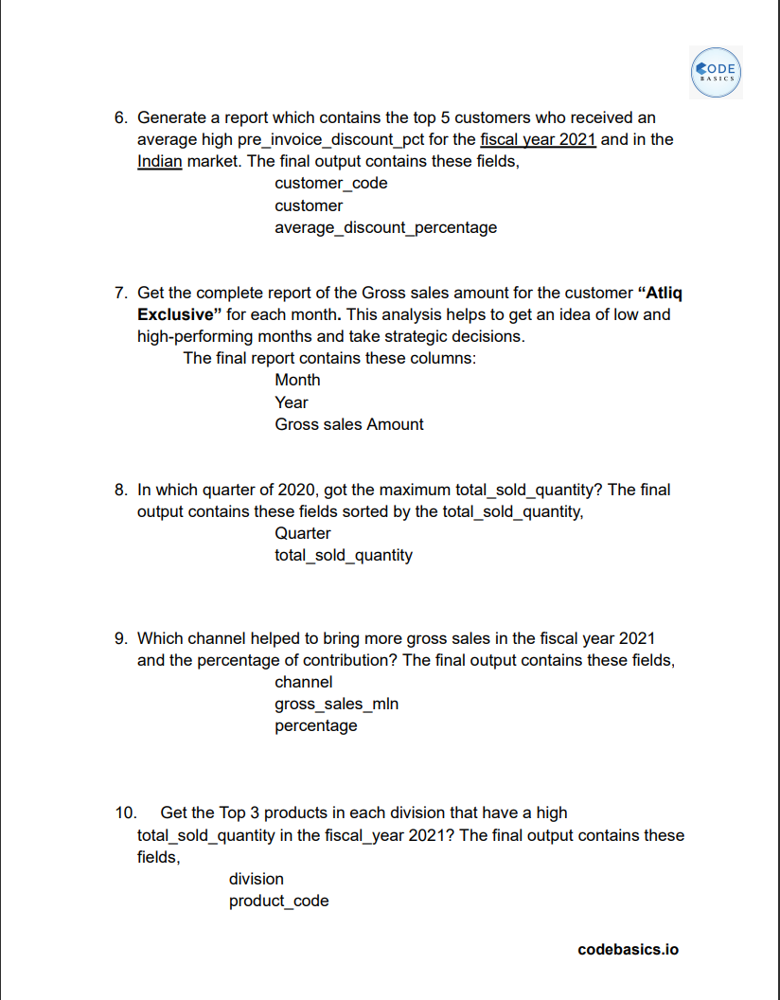 CODE
BASICS
6. Generate a report which contains the top 5 customers who received an
average high pre_invoice_discount_pct for the fiscal year 2021 and in the
Indian market. The final output contains these fields,
customer_code
customer
average_discount_percentage
7. Get the complete report of the Gross sales amount for the customer “Atliq
Exclusive” for each month. This analysis helps to get an idea of low and
high-performing months and take strategic decisions.
The final report contains these columns:
Month
Year
Gross sales Amount
8. In which quarter of 2020, got the maximum total_sold_quantity? The final
output contains these fields sorted by the total_sold_quantity,
Quarter
total_sold_quantity
9. Which channel helped to bring more gross sales in the fiscal year 2021
and the percentage of contribution? The final output contains these fields,
channel
gross_sales_mln
percentage
10. Get the Top 3 products in each division that have a high
total_sold_quantity in the fiscal_year 2021? The final output contains these
fields,
division
product_code
codebasics.io